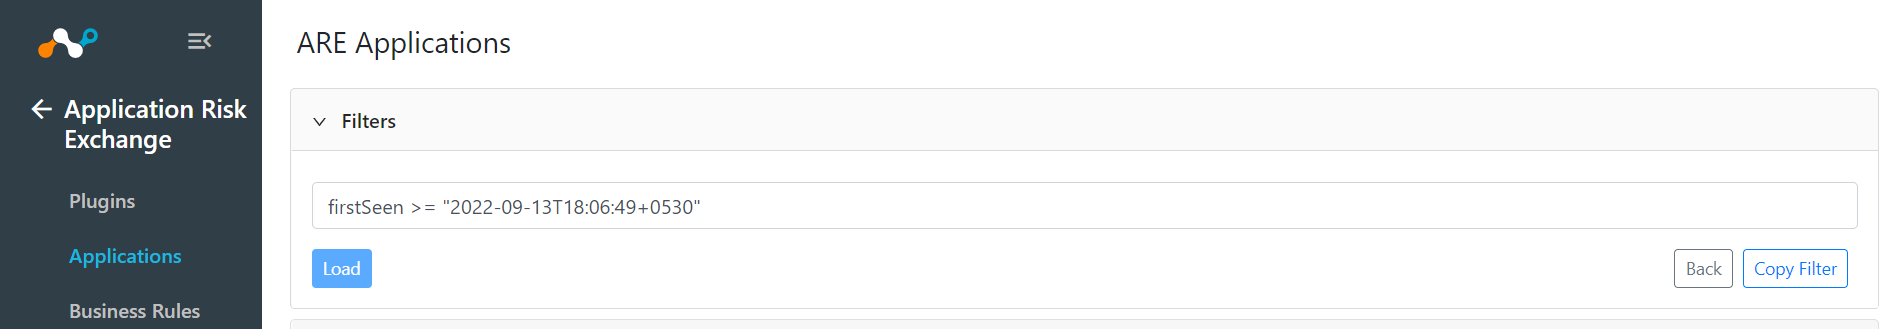 Application Risk
Exchange
Plugins
Applications
Business Rules
ARE Applications
Filters
firstSeen >= "2022-09-13T18:06:49+0530"
Load
Back
Copy Filter